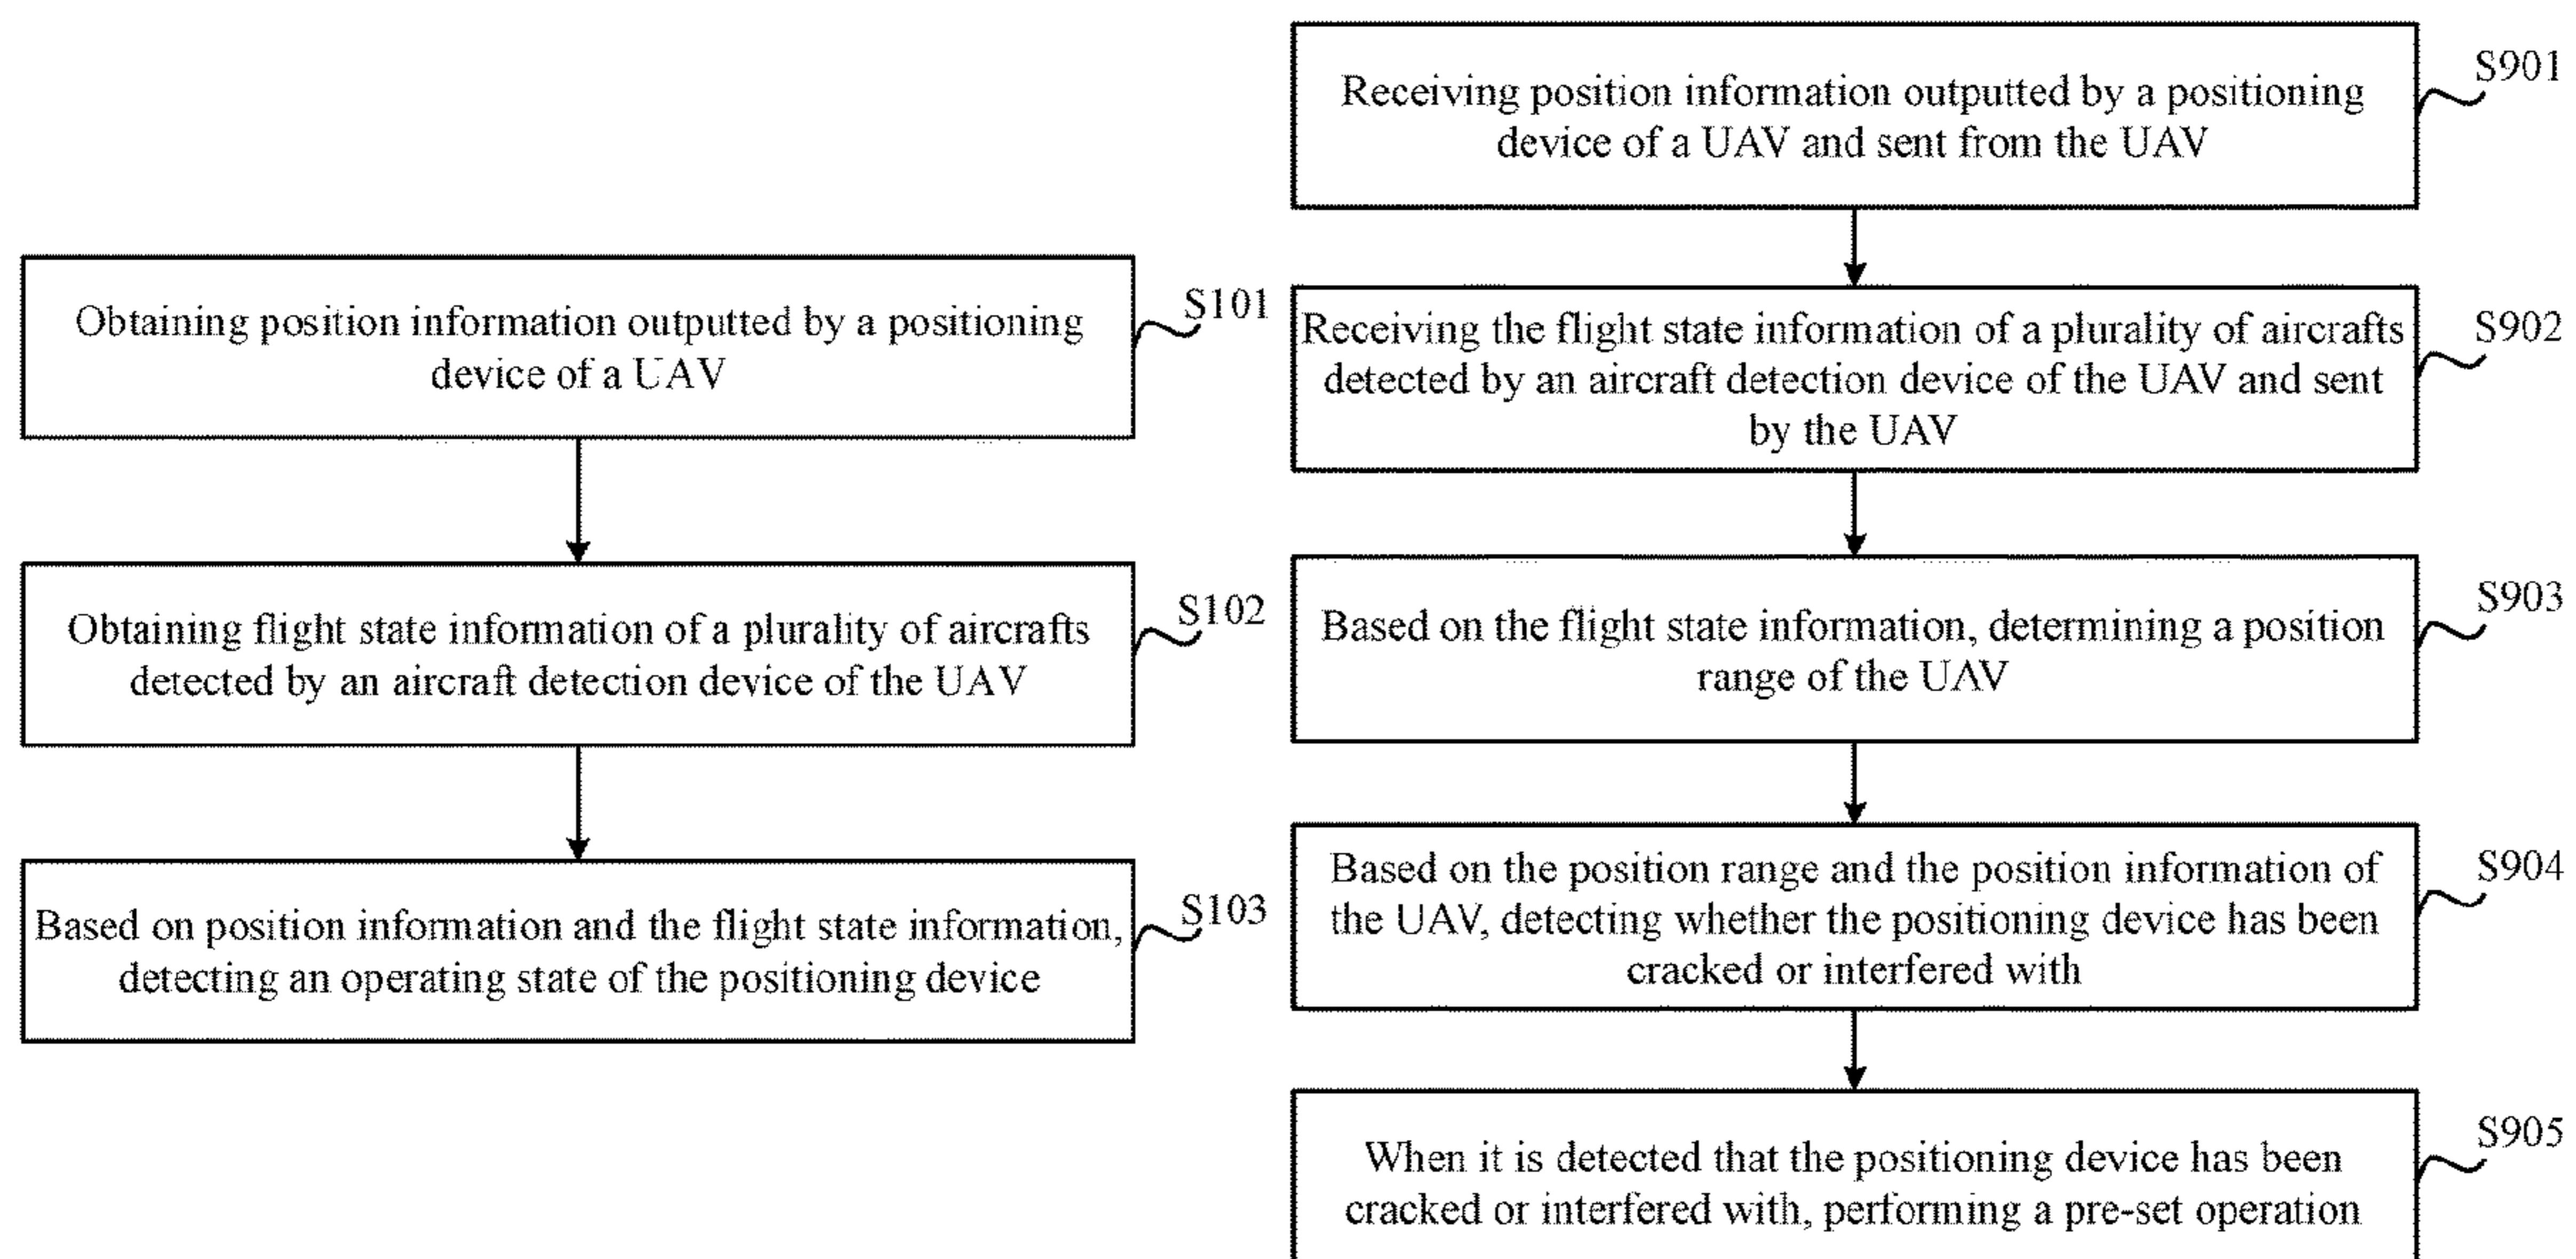 Obtaining position information outputted by a positioning
device of a UAV
S101
Obtaining flight state information of a plurality of aircrafts
detected by an aircraft detection device of the UAV
S102
Based on position information and the flight state information,
detecting an operating state of the positioning device
S103
Receiving position information outputted by a positioning
device of a UAV and sent from the UAV
S901
Receiving the flight state information of a plurality of aircrafts
detected by an aircraft detection device of the UAV and sent
by the UAV
S902
Based on the flight state information, determining a position
range of the UAV
S903
Based on the position range and the position information of
the UAV, detecting whether the positioning device has been
cracked or interfered with
S904
When it is detected that the positioning device has been
cracked or interfered with, performing a pre-set operation
S905